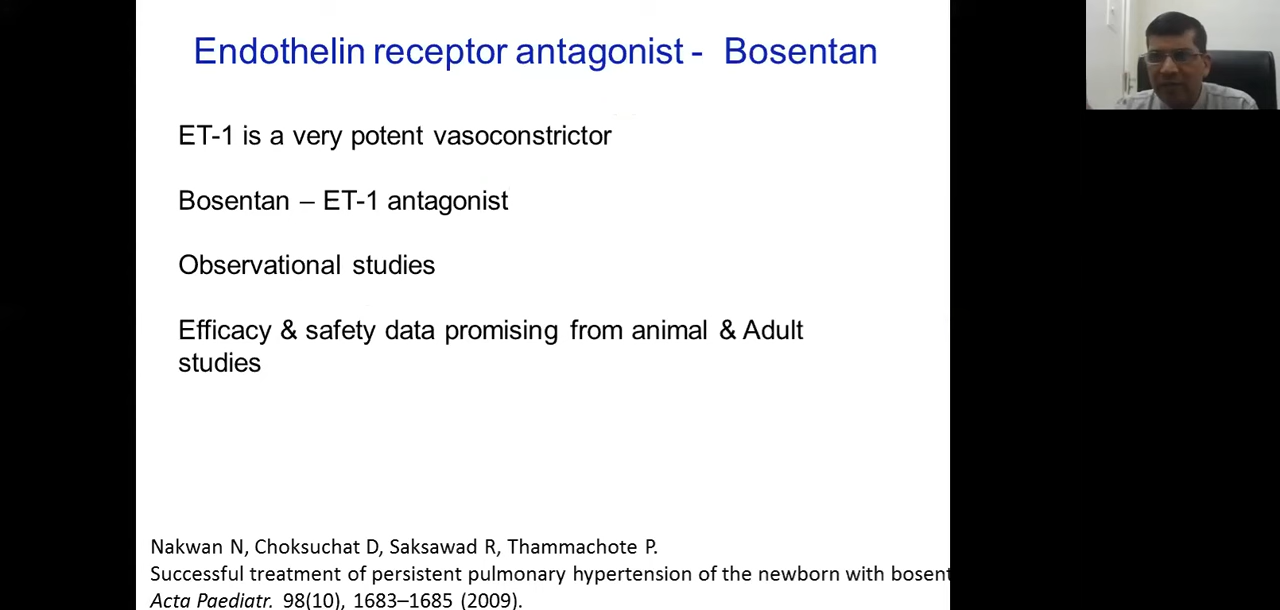 Endothelin receptor antagonist - Bosentan
ET-1 is a very potent vasoconstrictor
Bosentan – ET-1 antagonist
Observational studies
Efficacy & safety data promising from animal & Adult
studies
Nakwan N, Choksuchat D, Saksawad R, Thammachote P.
Successful treatment of persistent pulmonary hypertension of the newborn with bosent
Acta Paediatr. 98(10), 1683–1685 (2009).